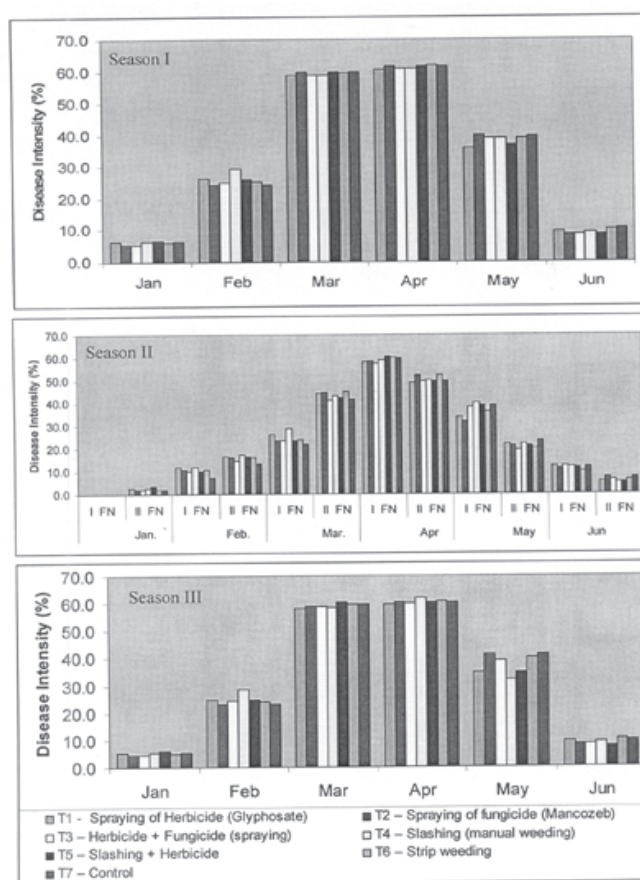 Season I
Disease Intensity (%)
70.0
60.0
50.0
40.0
30.0
20.0
10.0
0.0
Jan Feb Mar Apr May Jun
Season II
Disease Intensity (%)
70.0
60.0
50.0
40.0
30.0
20.0
10.0
0.0
I FN II FN I FN II FN I FN II FN I FN II FN I FN II FN I FN II FN
Jan. Feb. Mar. Apr May Jun
Season III
Disease Intensity (%)
70.0
60.0
50.0
40.0
30.0
20.0
10.0
0.0
Jan Feb Mar Apr May Jun
T1 - Spraying of Herbicide (Glyphosate) T2 – Spraying of fungicide (Mancozeb)
T3 – Herbicide + Fungicide (spraying) T4 – Slashing (manual weeding)
T5 – Slashing + Herbicide T6 – Strip weeding
T7 – Control